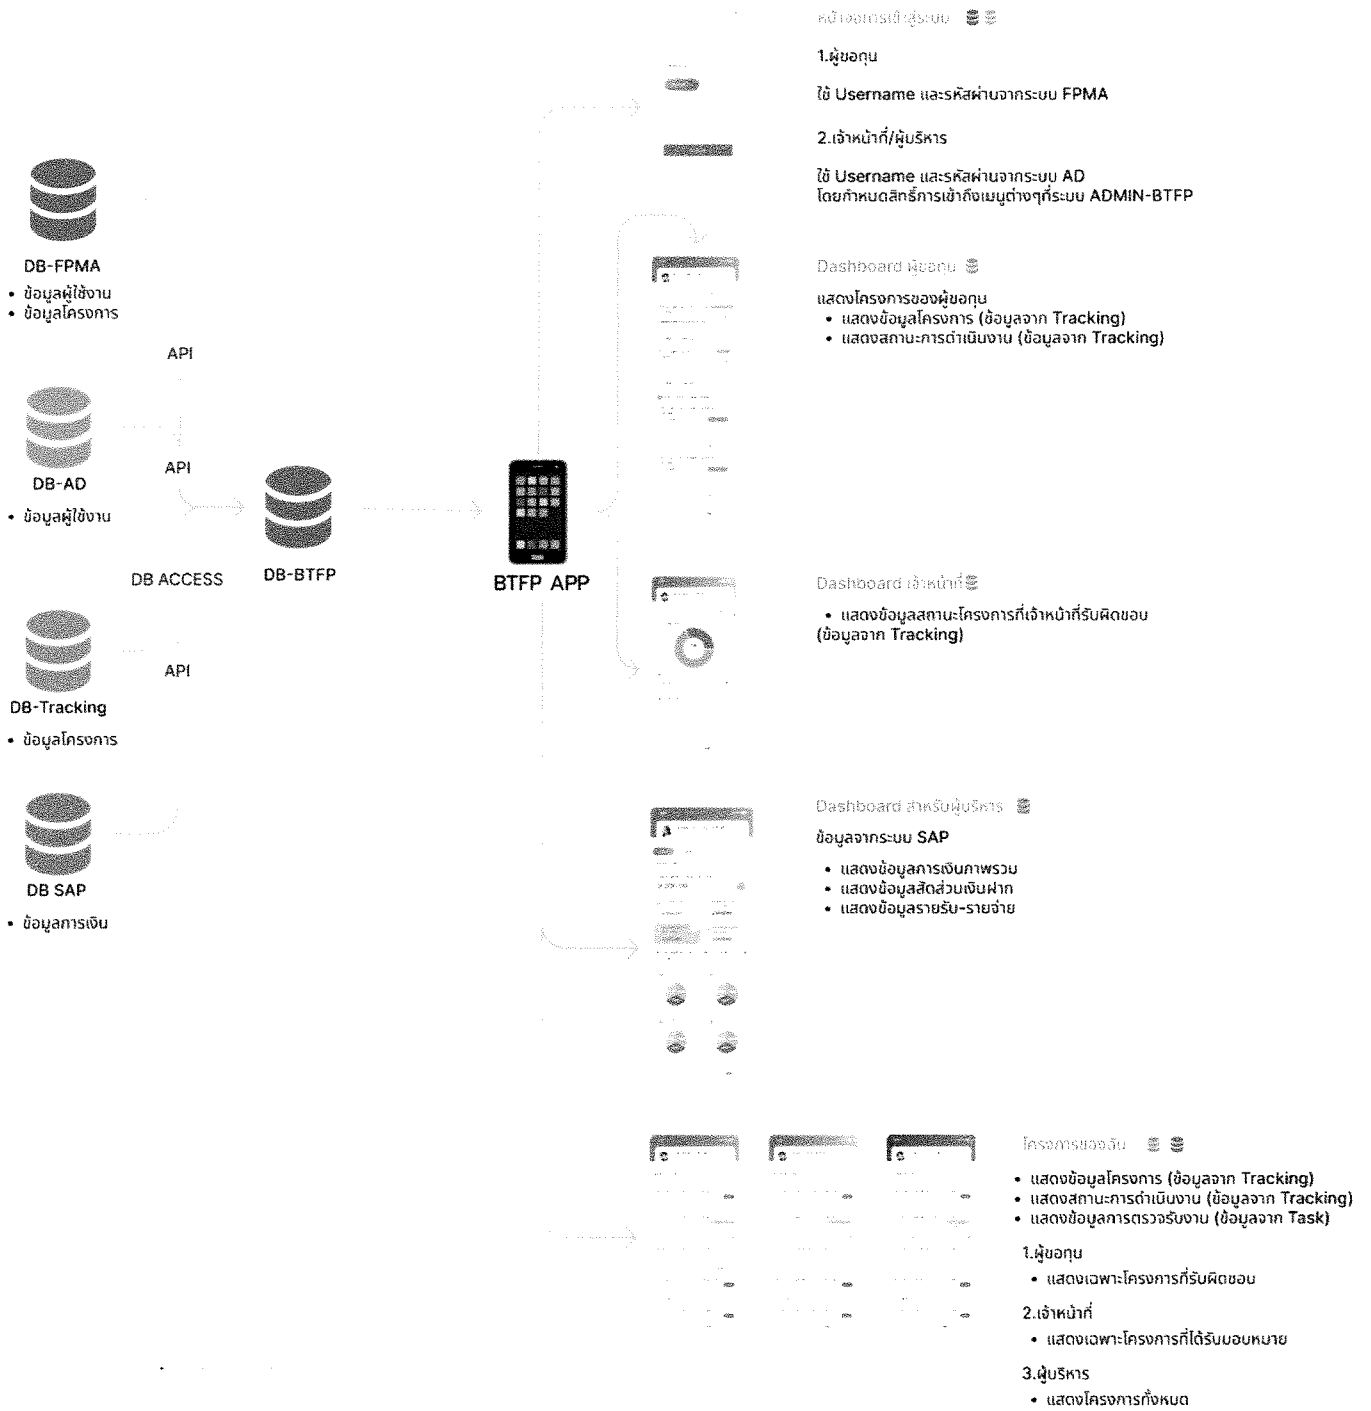 หน้าจอการเข้าสู่ระบบ
1.ผู้ขอทุน
ใช้ Username และรหัสผ่านจากระบบ FPMA
2.เจ้าหน้าที่/ผู้บริหาร
ใช้ Username และรหัสผ่านจากระบบ AD
โดยกำหนดสิทธิ์การเข้าถึงเมนูต่างๆที่ระบบ ADMIN-BTFP
DB-FPMA
• ข้อมูลผู้ใช้งาน
• ข้อมูลโครงการ
API
DB-AD
• ข้อมูลผู้ใช้งาน
API
DB ACCESS
DB-BTFP
BTFP APP
DB-Tracking
• ข้อมูลโครงการ
API
DB SAP
• ข้อมูลการเงิน
Dashboard ผู้ขอทุน
แสดงโครงการของผู้ขอทุน
• แสดงข้อมูลโครงการ (ข้อมูลจาก Tracking)
• แสดงสถานะการดำเนินงาน (ข้อมูลจาก Tracking)
Dashboard เจ้าหน้าที่
• แสดงข้อมูลสถานะโครงการที่เจ้าหน้าที่รับผิดชอบ
(ข้อมูลจาก Tracking)
Dashboard สำหรับผู้บริหาร
ข้อมูลจากระบบ SAP
• แสดงข้อมูลการเงินภาพรวม
• แสดงข้อมูลสัดส่วนเงินฝาก
• แสดงข้อมูลรายรับ-รายจ่าย
โครงการของฉัน
• แสดงข้อมูลโครงการ (ข้อมูลจาก Tracking)
• แสดงสถานะการดำเนินงาน (ข้อมูลจาก Tracking)
• แสดงข้อมูลการตรวจรับงาน (ข้อมูลจาก Task)
1.ผู้ขอทุน
• แสดงเฉพาะโครงการที่รับผิดชอบ
2.เจ้าหน้าที่
• แสดงเฉพาะโครงการที่ได้รับมอบหมาย
3.ผู้บริหาร
• แสดงโครงการทั้งหมด